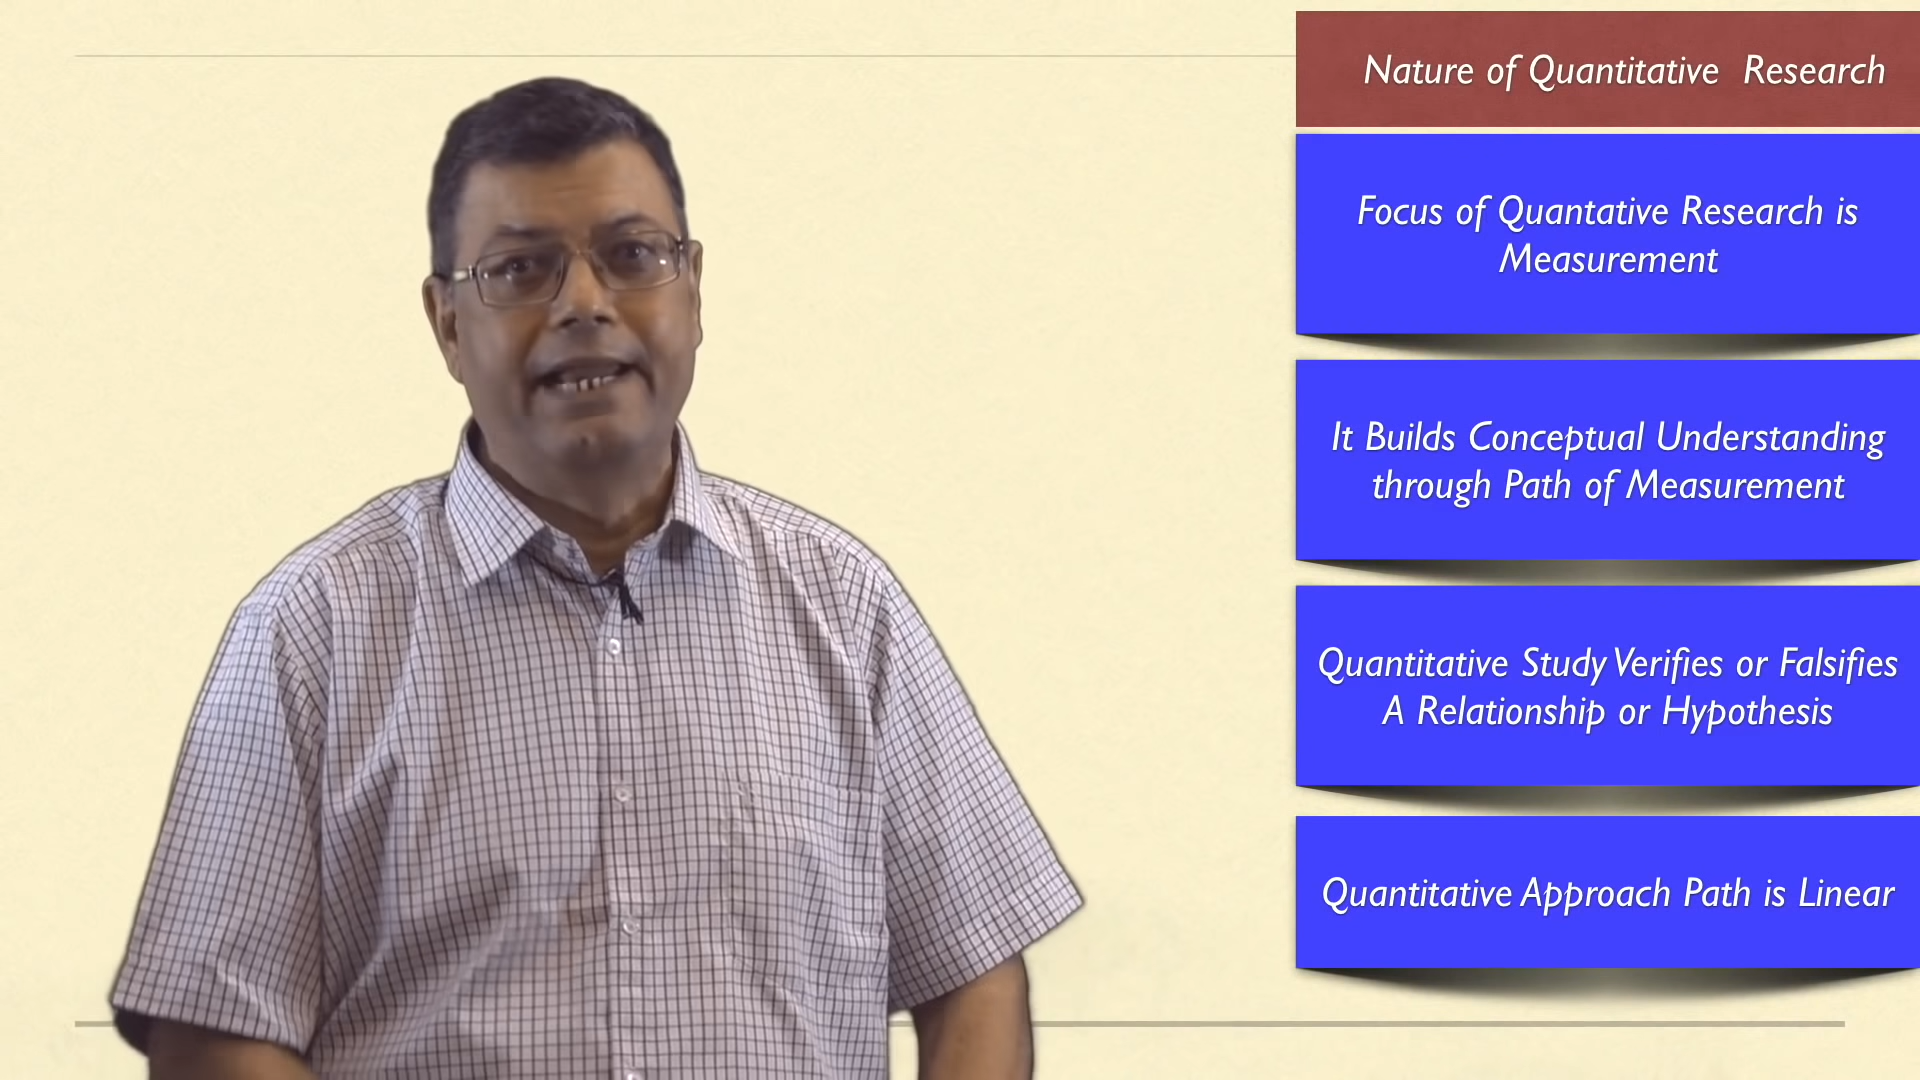 Nature of Quantitative Research
Focus of Quantative Research is
Measurement
It Builds Conceptual Understanding
through Path of Measurement
Quantitative Study Verifies or Falsifies
A Relationship or Hypothesis
Quantitative Approach Path is Linear